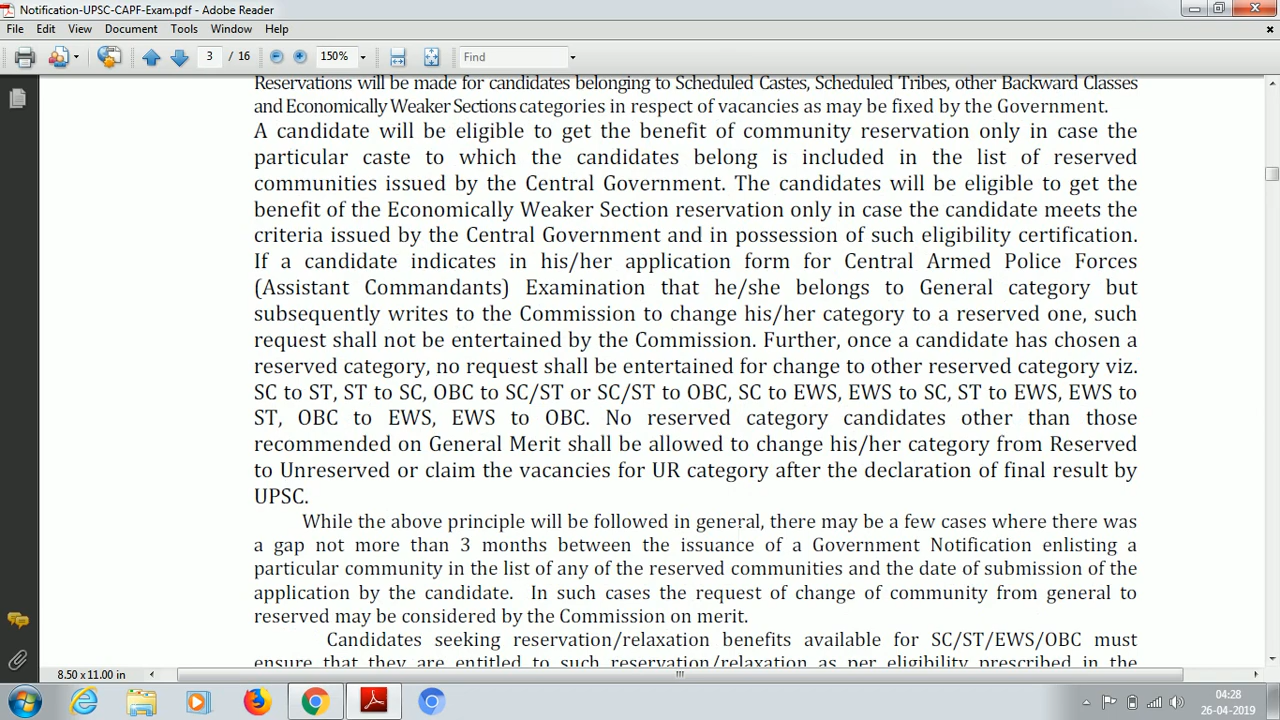 Notification-UPSC-CAPF-Exam.pdf - Adobe Reader
File Edit View Document Tools Window Help
3 / 16 150% Find
Reservations will be made for candidates belonging to Scheduled Castes, Scheduled Tribes, other Backward Classes
and Economically Weaker Sections categories in respect of vacancies as may be fixed by the Government.
A candidate will be eligible to get the benefit of community reservation only in case the
particular caste to which the candidates belong is included in the list of reserved
communities issued by the Central Government. The candidates will be eligible to get the
benefit of the Economically Weaker Section reservation only in case the candidate meets the
criteria issued by the Central Government and in possession of such eligibility certification.
If a candidate indicates in his/her application form for Central Armed Police Forces
(Assistant Commandants) Examination that he/she belongs to General category but
subsequently writes to the Commission to change his/her category to a reserved one, such
request shall not be entertained by the Commission. Further, once a candidate has chosen a
reserved category, no request shall be entertained for change to other reserved category viz.
SC to ST, ST to SC, OBC to SC/ST or SC/ST to OBC, SC to EWS, EWS to SC, ST to EWS, EWS to
ST, OBC to EWS, EWS to OBC. No reserved category candidates other than those
recommended on General Merit shall be allowed to change his/her category from Reserved
to Unreserved or claim the vacancies for UR category after the declaration of final result by
UPSC.
While the above principle will be followed in general, there may be a few cases where there was
a gap not more than 3 months between the issuance of a Government Notification enlisting a
particular community in the list of any of the reserved communities and the date of submission of the
application by the candidate. In such cases the request of change of community from general to
reserved may be considered by the Commission on merit.
Candidates seeking reservation/relaxation benefits available for SC/ST/EWS/OBC must
ensure that they are entitled to such reservation/relaxation as per eligibility prescribed in the
8.50 x 11.00 in
04:28
26-04-2019